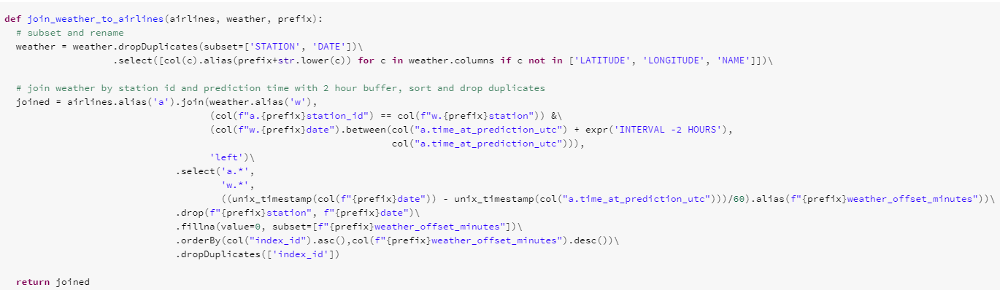 def join_weather_to_airlines(airlines, weather, prefix):
  # subset and rename
  weather = weather.dropDuplicates(subset=['STATION', 'DATE'])\
                   .select([col(c).alias(prefix+str.lower(c)) for c in weather.columns if c not in ['LATITUDE', 'LONGITUDE', 'NAME']])\

  # join weather by station id and prediction time with 2 hour buffer, sort and drop duplicates
  joined = airlines.alias('a').join(weather.alias('w'),
                                    (col(f"a.{prefix}station_id") == col(f"w.{prefix}station")) &\
                                    (col(f"w.{prefix}date").between(col("a.time_at_prediction_utc") + expr('INTERVAL -2 HOURS'),
                                                                    col("a.time_at_prediction_utc"))),
                                    'left')\
                              .select('a.*',
                                      'w.*',
                                      ((unix_timestamp(col(f"{prefix}date")) - unix_timestamp(col("a.time_at_prediction_utc")))/60).alias(f"{prefix}weather_offset_minutes"))\
                              .drop(f"{prefix}station", f"{prefix}date")\
                              .fillna(value=0, subset=[f"{prefix}weather_offset_minutes"])\
                              .orderBy(col("index_id").asc(),col(f"{prefix}weather_offset_minutes").desc())\
                              .dropDuplicates(['index_id'])

  return joined